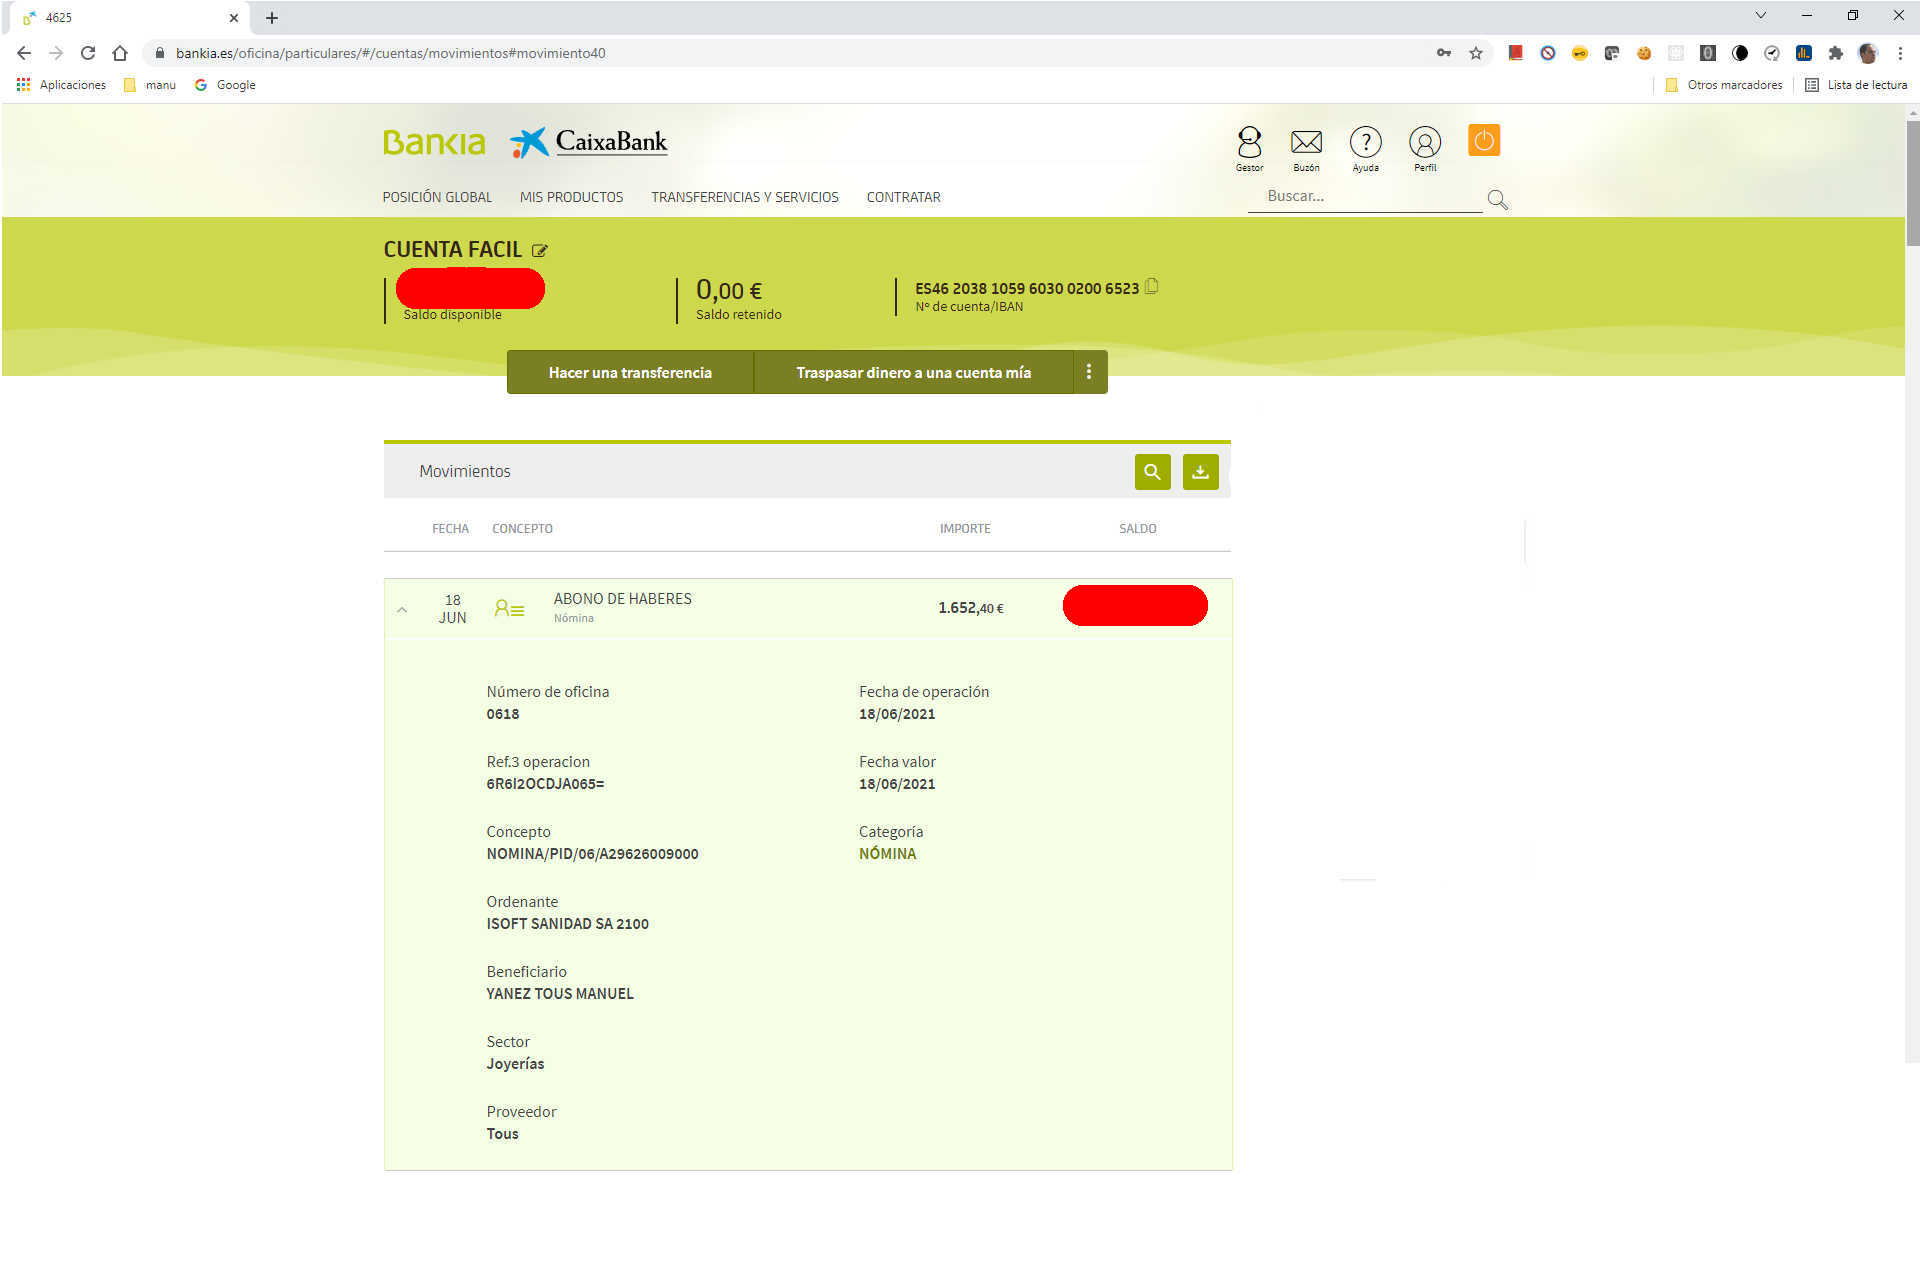 4625
bankia.es/oficina/particulares/#/cuentas/movimientos#movimiento40
Aplicaciones manu Google Otros marcadores Lista de lectura
Bankia CaixaBank
Gestor Buzón Ayuda Perfil
POSICIÓN GLOBAL MIS PRODUCTOS TRANSFERENCIAS Y SERVICIOS CONTRATAR Buscar...
CUENTA FACIL
0,00 € ES46 2038 1059 6030 0200 6523
Saldo disponible Saldo retenido Nº de cuenta/IBAN
Hacer una transferencia Traspasar dinero a una cuenta mía
Movimientos
FECHA CONCEPTO IMPORTE SALDO
18 JUN ABONO DE HABERES 1.652,40 €
Nómina
Número de oficina Fecha de operación
0618 18/06/2021
Ref.3 operacion Fecha valor
6R6I2OCDJA065= 18/06/2021
Concepto Categoría
NOMINA/PID/06/A29626009000 NÓMINA
Ordenante
ISOFT SANIDAD SA 2100
Beneficiario
YANEZ TOUS MANUEL
Sector
Joyerías
Proveedor
Tous